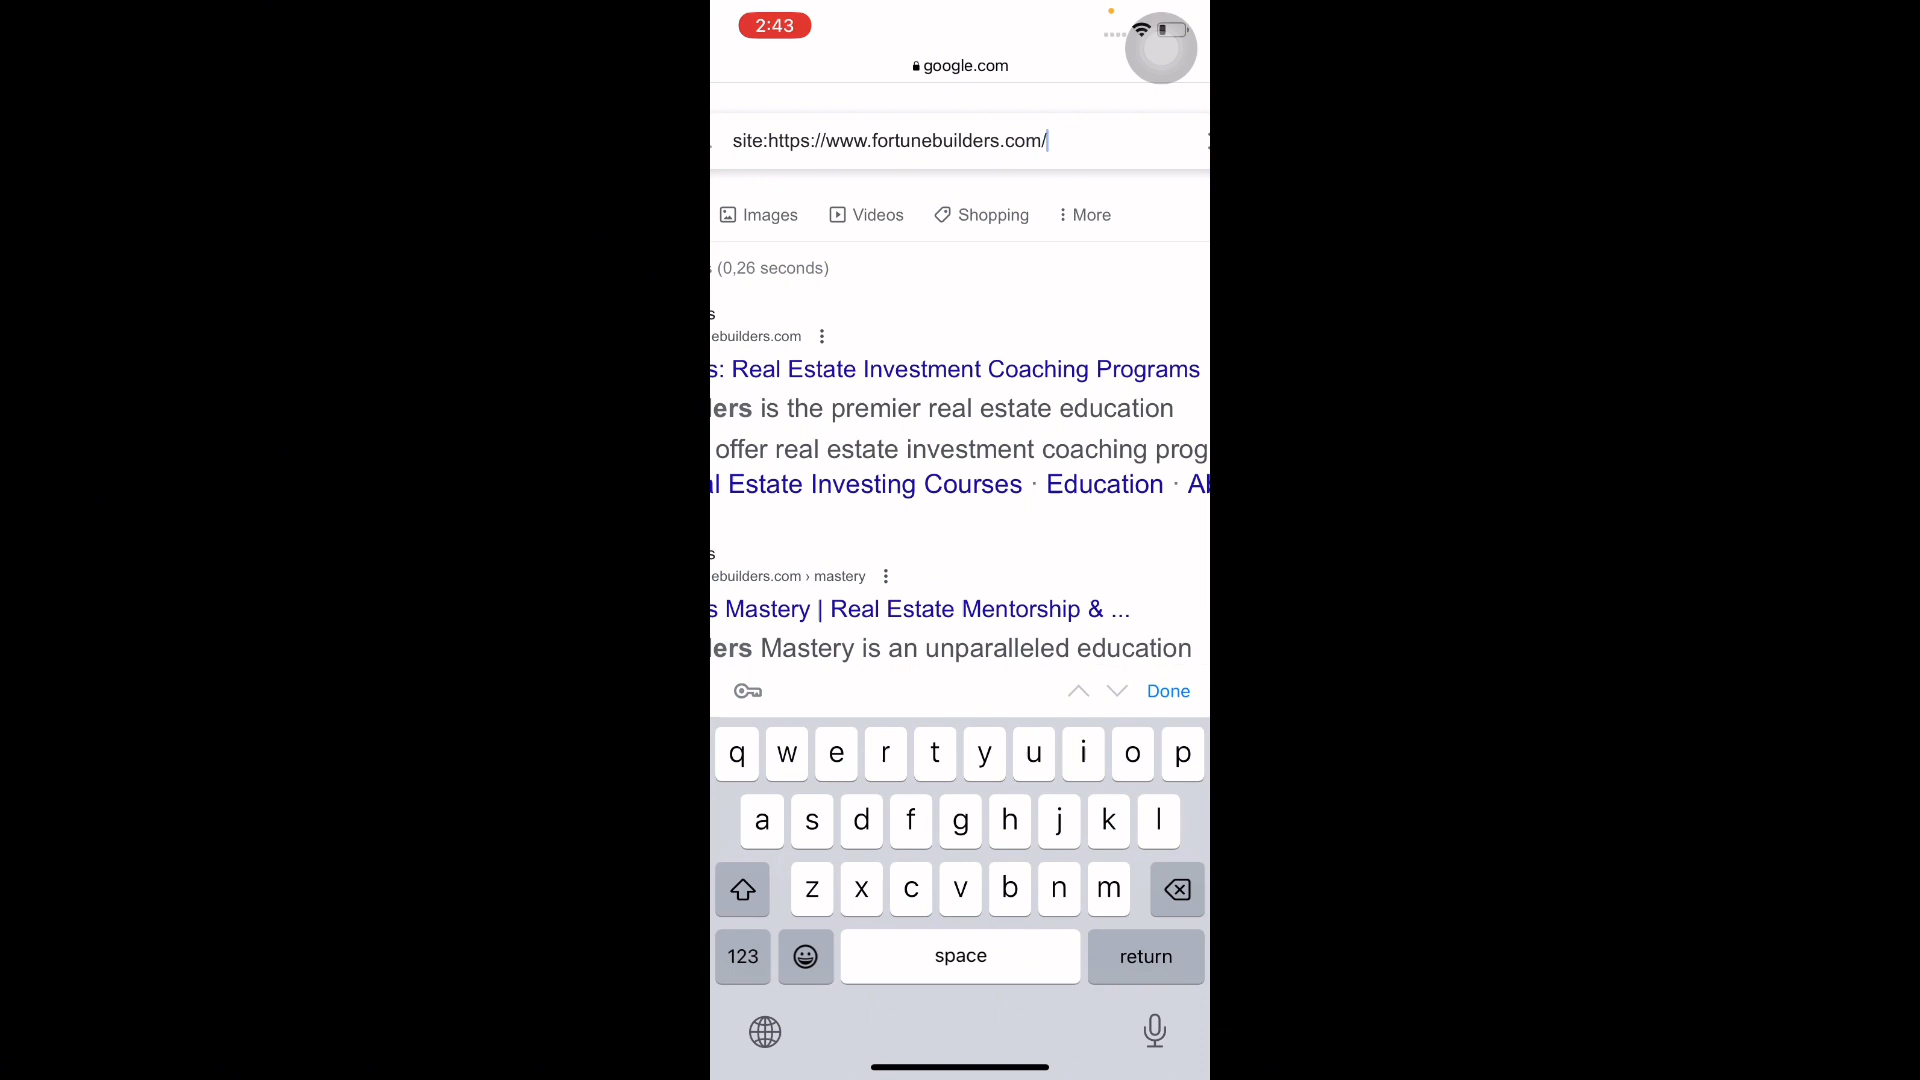 2:43
google.com
site:https://www.fortunebuilders.com/
Images Videos Shopping More
s (0,26 seconds)
s
ebuilders.com
s: Real Estate Investment Coaching Programs
ers is the premier real estate education
offer real estate investment coaching prog
l Estate Investing Courses · Education · Ab
s
ebuilders.com › mastery
s Mastery | Real Estate Mentorship & ...
ers Mastery is an unparalleled education
Done
q w e r t y u i o p
a s d f g h j k l
z x c v b n m
123 space return